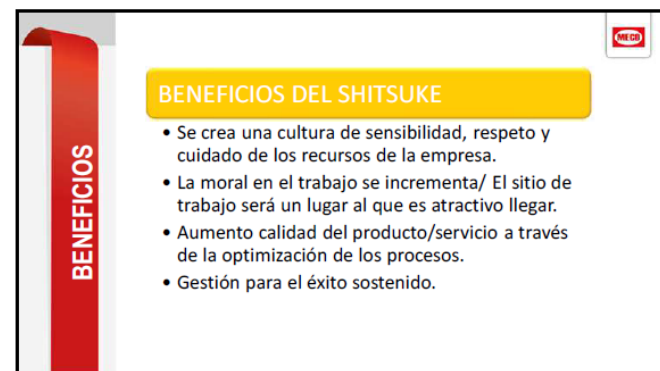 MECO
BENEFICIOS
BENEFICIOS DEL SHITSUKE
• Se crea una cultura de sensibilidad, respeto y
cuidado de los recursos de la empresa.
• La moral en el trabajo se incrementa/ El sitio de
trabajo será un lugar al que es atractivo llegar.
• Aumento calidad del producto/servicio a través
de la optimización de los procesos.
• Gestión para el éxito sostenido.